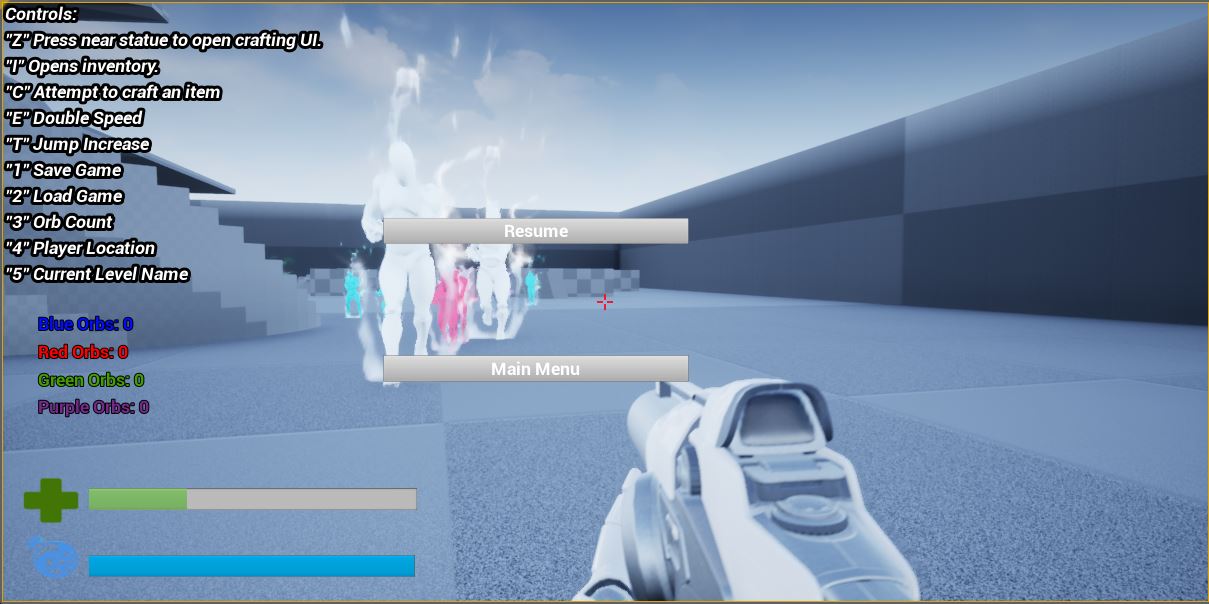 Controls:
"Z" Press near statue to open crafting UI.
"I" Opens inventory.
"C" Attempt to craft an item
"E" Double Speed
"T" Jump Increase
"1" Save Game
"2" Load Game
"3" Orb Count
"4" Player Location
"5" Current Level Name
Resume
Blue Orbs: 0
Red Orbs: 0
Main Menu
Green Orbs: 0
Purple Orbs: 0